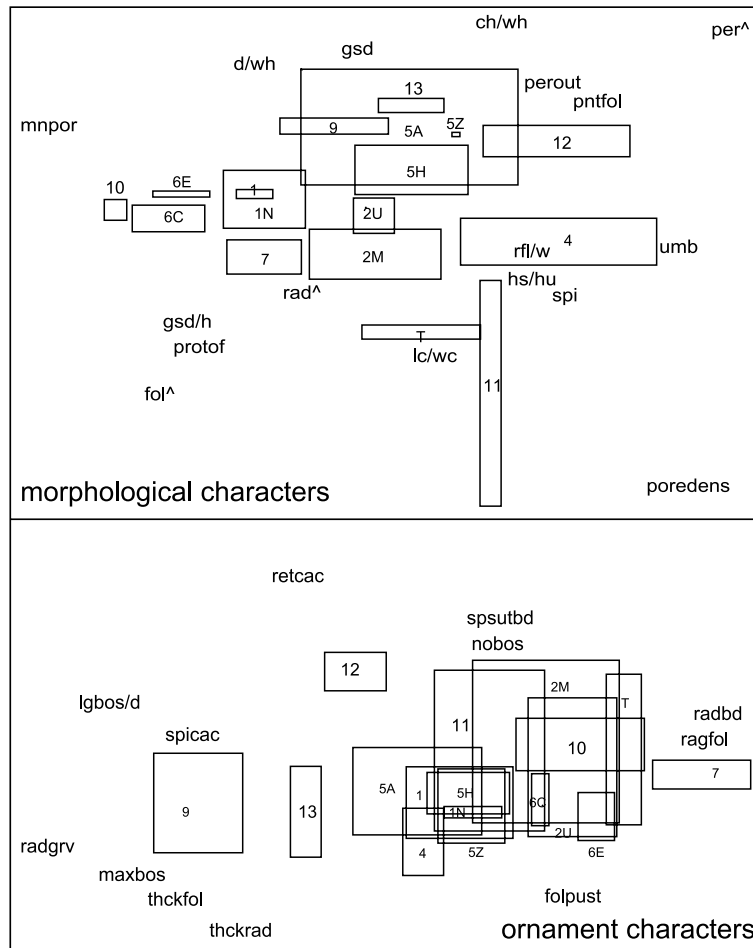 ch/wh
per^
gsd
d/wh
perout
13
pntfol
mnpor
9
5A
5Z
12
10
6E
1
5H
6C
1N
2U
7
2M
rfl/w
4
umb
rad^
hs/hu
spi
gsd/h
protof
T
lc/wc
fol^
11
morphological characters
poredens
retcac
spsutbd
nobos
12
2M
lgbos/d
T
radbd
spicac
11
10
ragfol
7
5A
1
5H
6C
9
13
1N
radgrv
4
5Z
2U
6E
maxbos
thckfol
folpust
thckrad
ornament characters